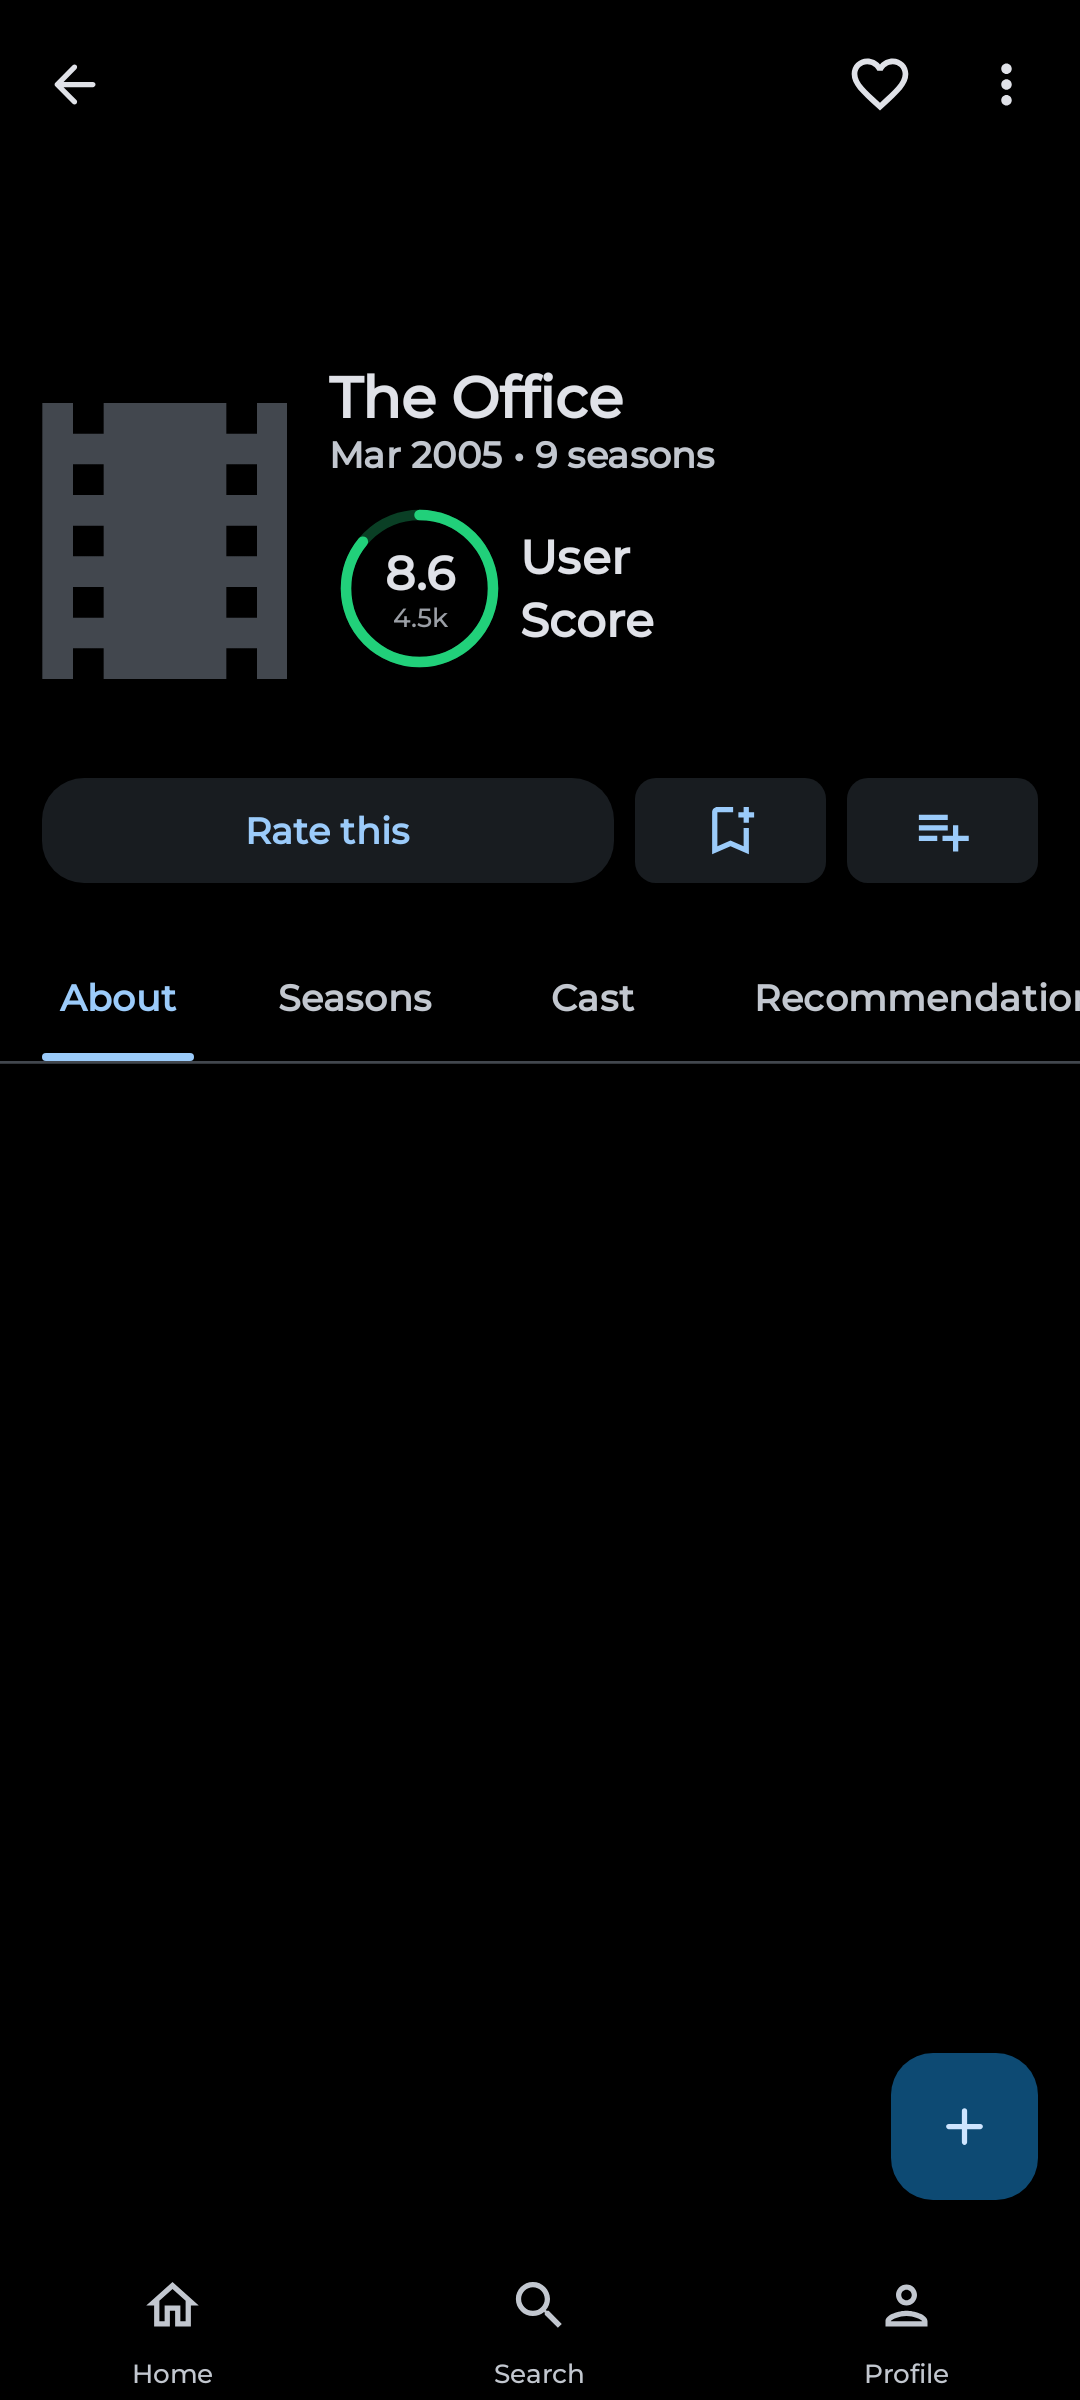 The Office
Mar 2005 • 9 seasons
8.6
4.5k
User
Score
Rate this
About
Seasons
Cast
Recommendation
Home
Search
Profile